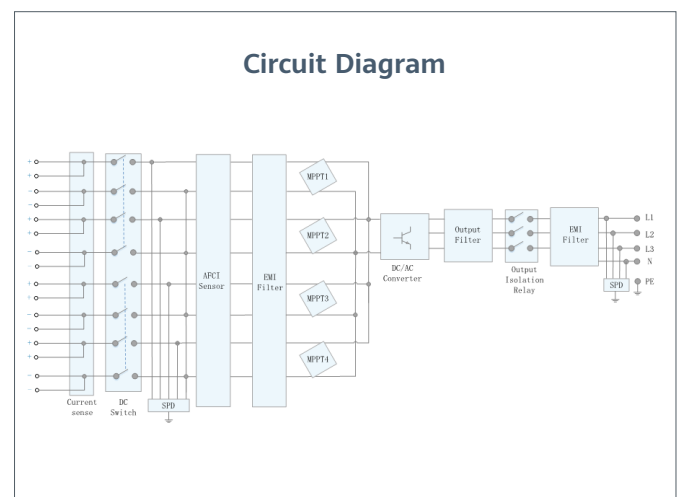 Circuit Diagram
+
+
-
-
+
+
-
-
+
+
-
-
+
+
-
-
Current
sense
DC
Switch
SPD
AFCI
Sensor
EMI
Filter
MPPT1
MPPT2
MPPT3
MPPT4
DC/AC
Converter
Output
Filter
Output
Isolation
Relay
EMI
Filter
SPD
L1
L2
L3
N
PE